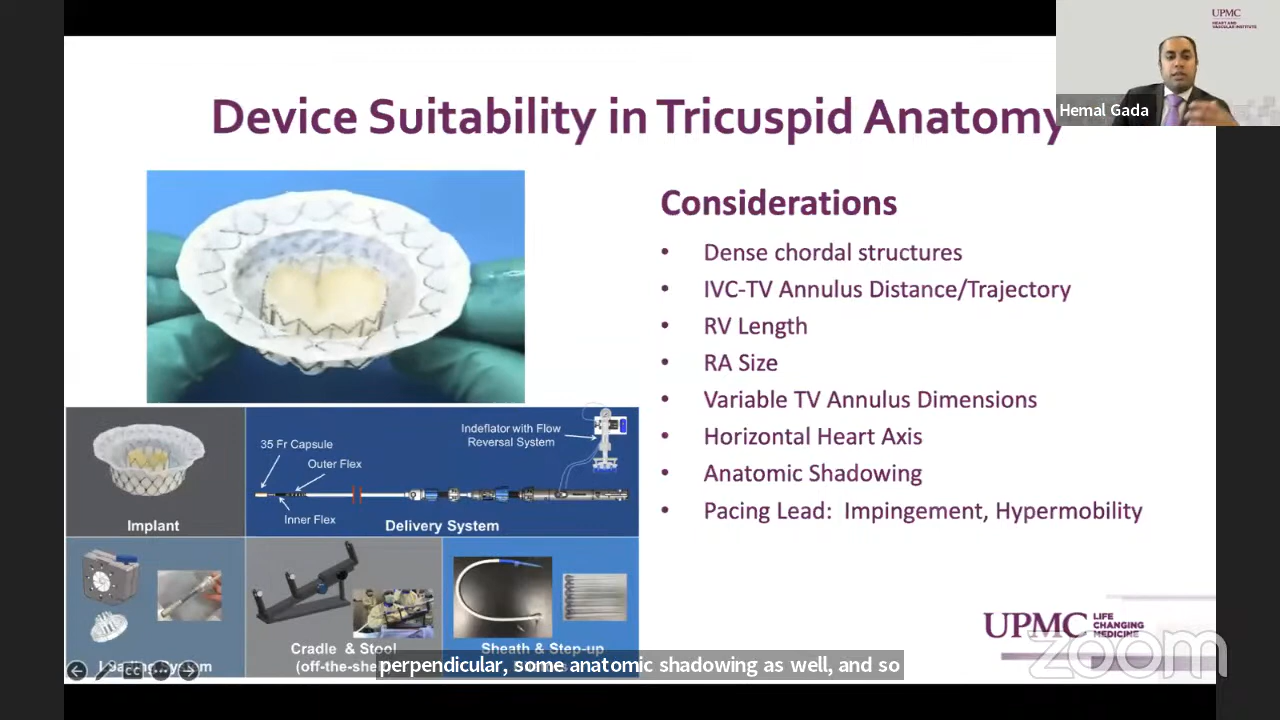 UPMC
HEART AND
VASCULAR INSTITUTE
Hemal Gada
Device Suitability in Tricuspid Anatomy
Considerations
• Dense chordal structures
• IVC-TV Annulus Distance/Trajectory
• RV Length
• RA Size
• Variable TV Annulus Dimensions
• Horizontal Heart Axis
• Anatomic Shadowing
• Pacing Lead: Impingement, Hypermobility
Implant
35 Fr Capsule
Outer Flex
Inner Flex
Indeflator with Flow
Reversal System
Delivery System
Cradle & Stool
(off-the-she
Sheath & Step-up
CC
perpendicular, some anatomic shadowing as well, and so
UPMC
LIFE
CHANGING
MEDICINE
zoom